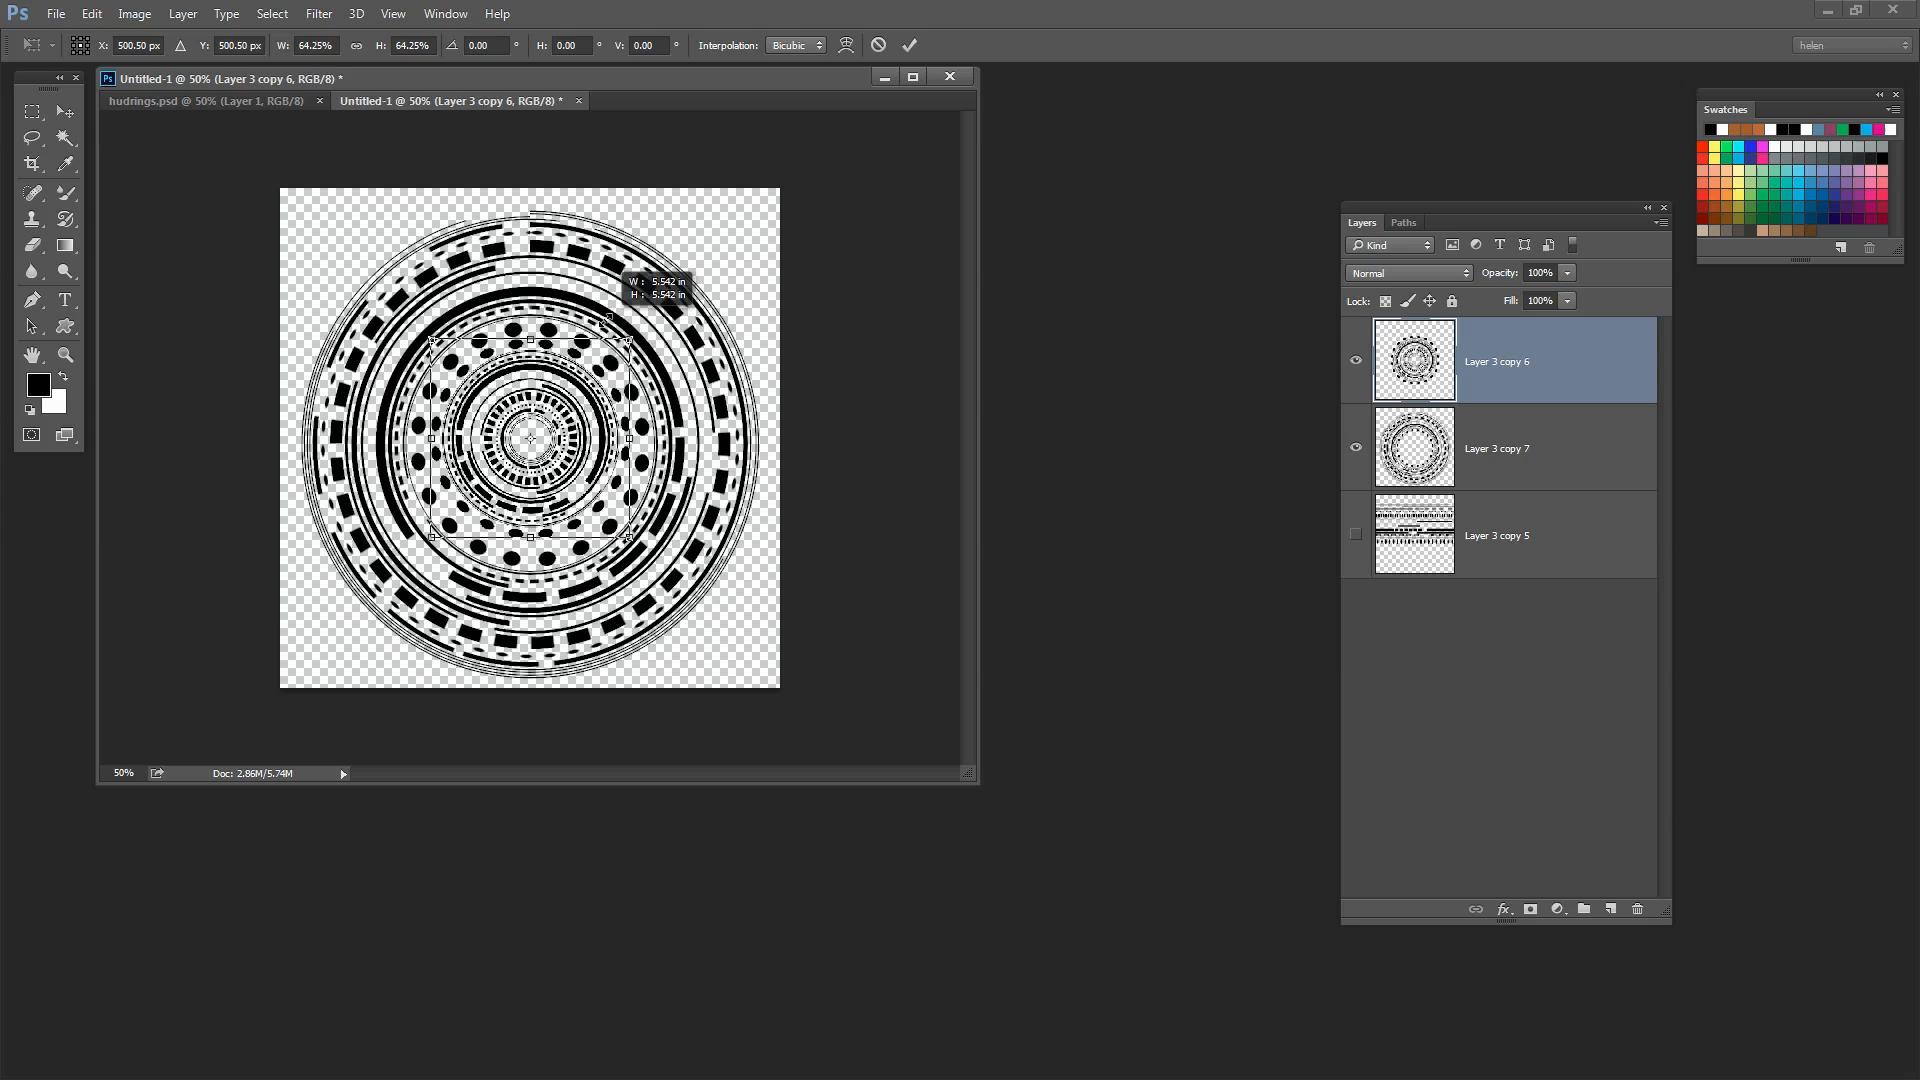 Ps File Edit Image Layer Type Select Filter 3D View Window Help
X: 500.50 px Y: 500.50 px W: 64.25% H: 64.25% 0.00 ° H: 0.00 ° V: 0.00 ° Interpolation: Bicubic helen
Ps Untitled-1 @ 50% (Layer 3 copy 6, RGB/8) *
hudrings.psd @ 50% (Layer 1, RGB/8) × Untitled-1 @ 50% (Layer 3 copy 6, RGB/8) * ×
Swatches
Layers Paths
Kind
Normal Opacity: 100%
Lock: Fill: 100%
W : 5.542 in
H : 5.542 in
Layer 3 copy 6
Layer 3 copy 7
Layer 3 copy 5
50% Doc: 2.86M/5.74M
fx